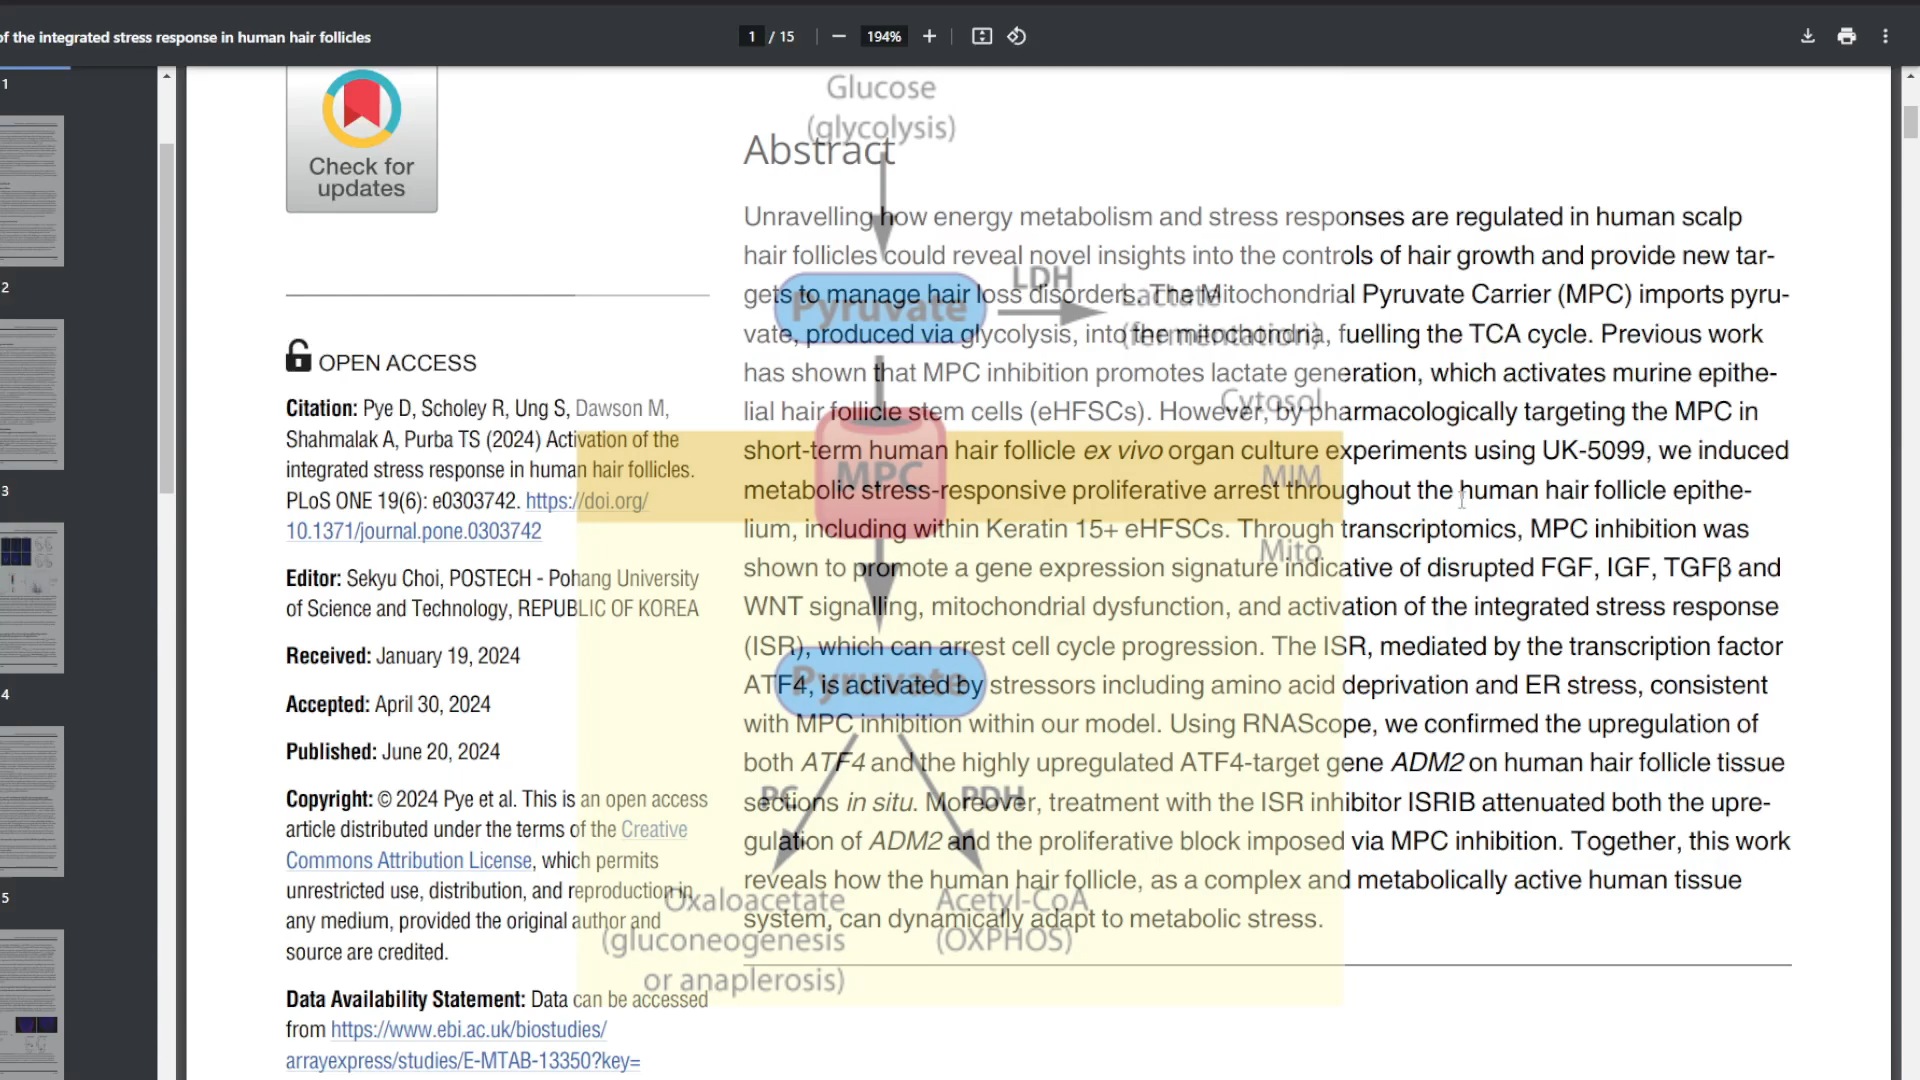 of the integrated stress response in human hair follicles
1 / 15
194%
1
2
3
4
5
Check for
updates
OPEN ACCESS
Citation: Pye D, Scholey R, Ung S, Dawson M,
Shahmalak A, Purba TS (2024) Activation of the
integrated stress response in human hair follicles.
PLoS ONE 19(6): e0303742. https://doi.org/
10.1371/journal.pone.0303742
Editor: Sekyu Choi, POSTECH - Pohang University
of Science and Technology, REPUBLIC OF KOREA
Received: January 19, 2024
Accepted: April 30, 2024
Published: June 20, 2024
Copyright: © 2024 Pye et al. This is an open access
article distributed under the terms of the Creative
Commons Attribution License, which permits
unrestricted use, distribution, and reproduction in
any medium, provided the original author and
source are credited.
Data Availability Statement: Data can be accessed
from https://www.ebi.ac.uk/biostudies/
arrayexpress/studies/E-MTAB-13350?key=
Abstract
Unravelling how energy metabolism and stress responses are regulated in human scalp
hair follicles could reveal novel insights into the controls of hair growth and provide new tar-
gets to manage hair loss disorders. The Mitochondrial Pyruvate Carrier (MPC) imports pyru-
vate, produced via glycolysis, into the mitochondria, fuelling the TCA cycle. Previous work
has shown that MPC inhibition promotes lactate generation, which activates murine epithe-
lial hair follicle stem cells (eHFSCs). However, by pharmacologically targeting the MPC in
short-term human hair follicle ex vivo organ culture experiments using UK-5099, we induced
metabolic stress-responsive proliferative arrest throughout the human hair follicle epithe-
lium, including within Keratin 15+ eHFSCs. Through transcriptomics, MPC inhibition was
shown to promote a gene expression signature indicative of disrupted FGF, IGF, TGFβ and
WNT signalling, mitochondrial dysfunction, and activation of the integrated stress response
(ISR), which can arrest cell cycle progression. The ISR, mediated by the transcription factor
ATF4, is activated by stressors including amino acid deprivation and ER stress, consistent
with MPC inhibition within our model. Using RNAScope, we confirmed the upregulation of
both ATF4 and the highly upregulated ATF4-target gene ADM2 on human hair follicle tissue
sections in situ. Moreover, treatment with the ISR inhibitor ISRIB attenuated both the upre-
gulation of ADM2 and the proliferative block imposed via MPC inhibition. Together, this work
reveals how the human hair follicle, as a complex and metabolically active human tissue
system, can dynamically adapt to metabolic stress.
Glucose
(glycolysis)
Pyruvate
LDH
Lactate
(fermentation)
Cytosol
MPC
MIM
Mito
Pyruvate
PC
PDH
Oxaloacetate
(gluconeogenesis
or anaplerosis)
Acetyl-CoA
(OXPHOS)